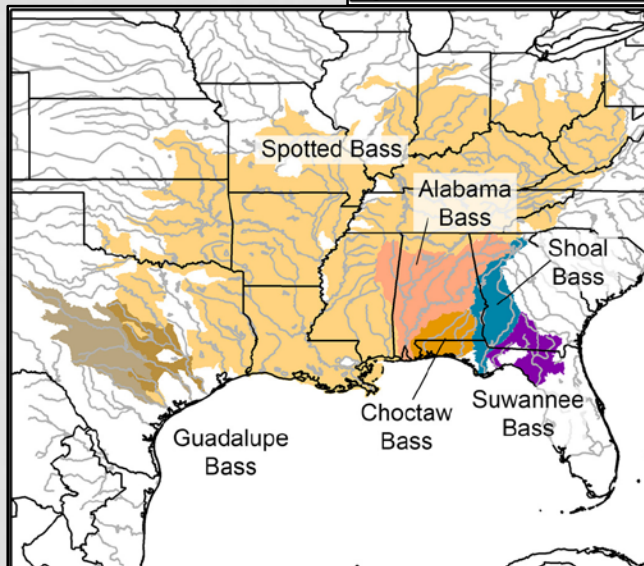 Spotted Bass
Alabama
Bass
Shoal
Bass
Choctaw
Bass
Suwannee
Bass
Guadalupe
Bass